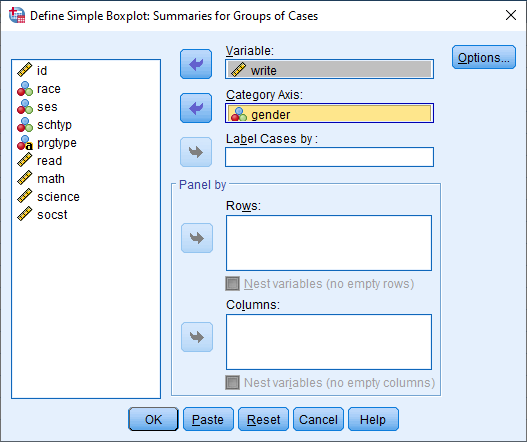 Define Simple Boxplot: Summaries for Groups of Cases
id
race
ses
schtyp
prgtype
read
math
science
socst
Variable:
write
Category Axis:
gender
Label Cases by :
Panel by
Rows:
Nest variables (no empty rows)
Columns:
Nest variables (no empty columns)
Options...
OK Paste Reset Cancel Help